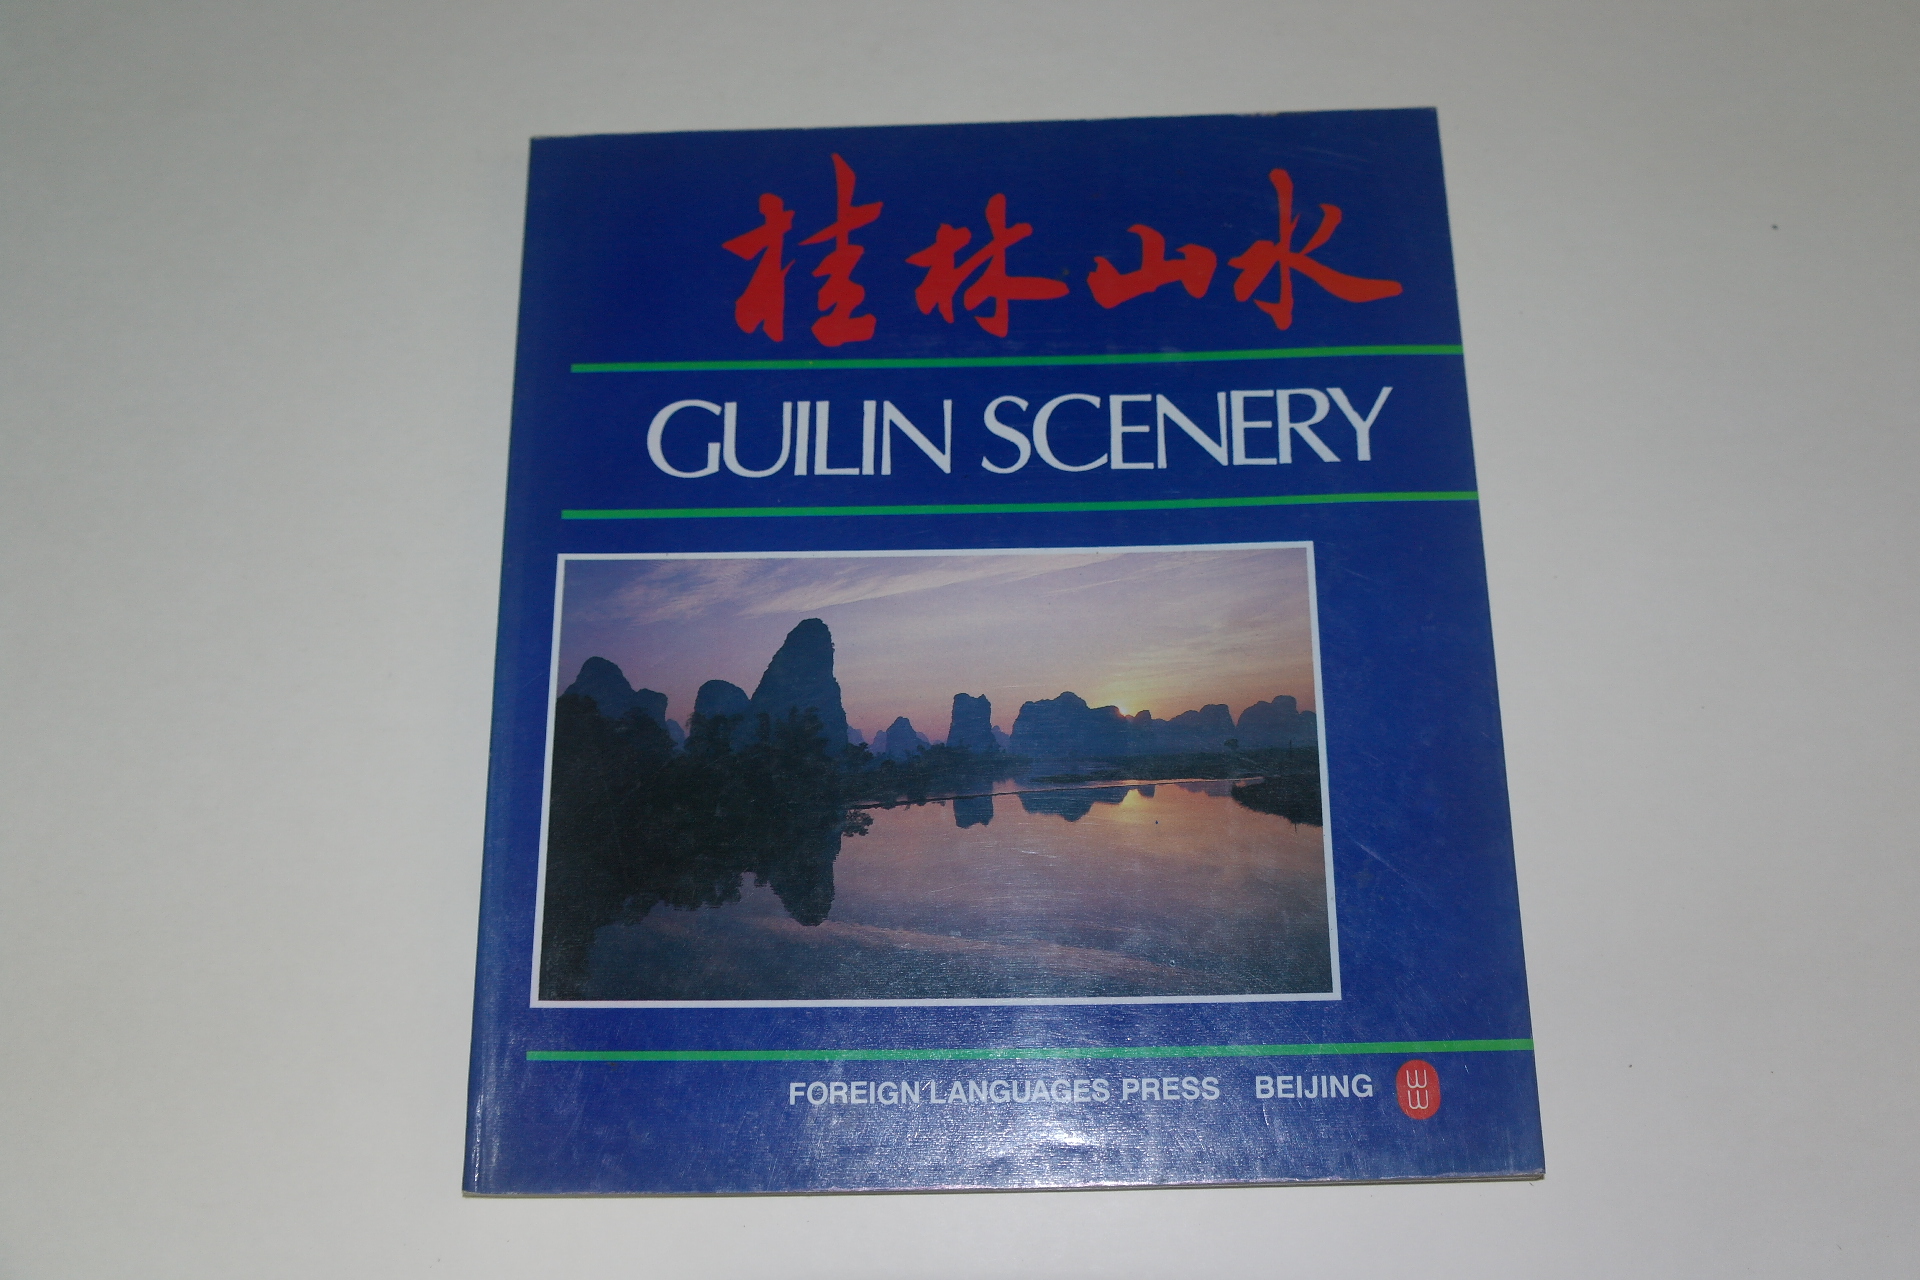 桂林山水
GUILIN SCENERY
FOREIGN LANGUAGES PRESS BEIJING